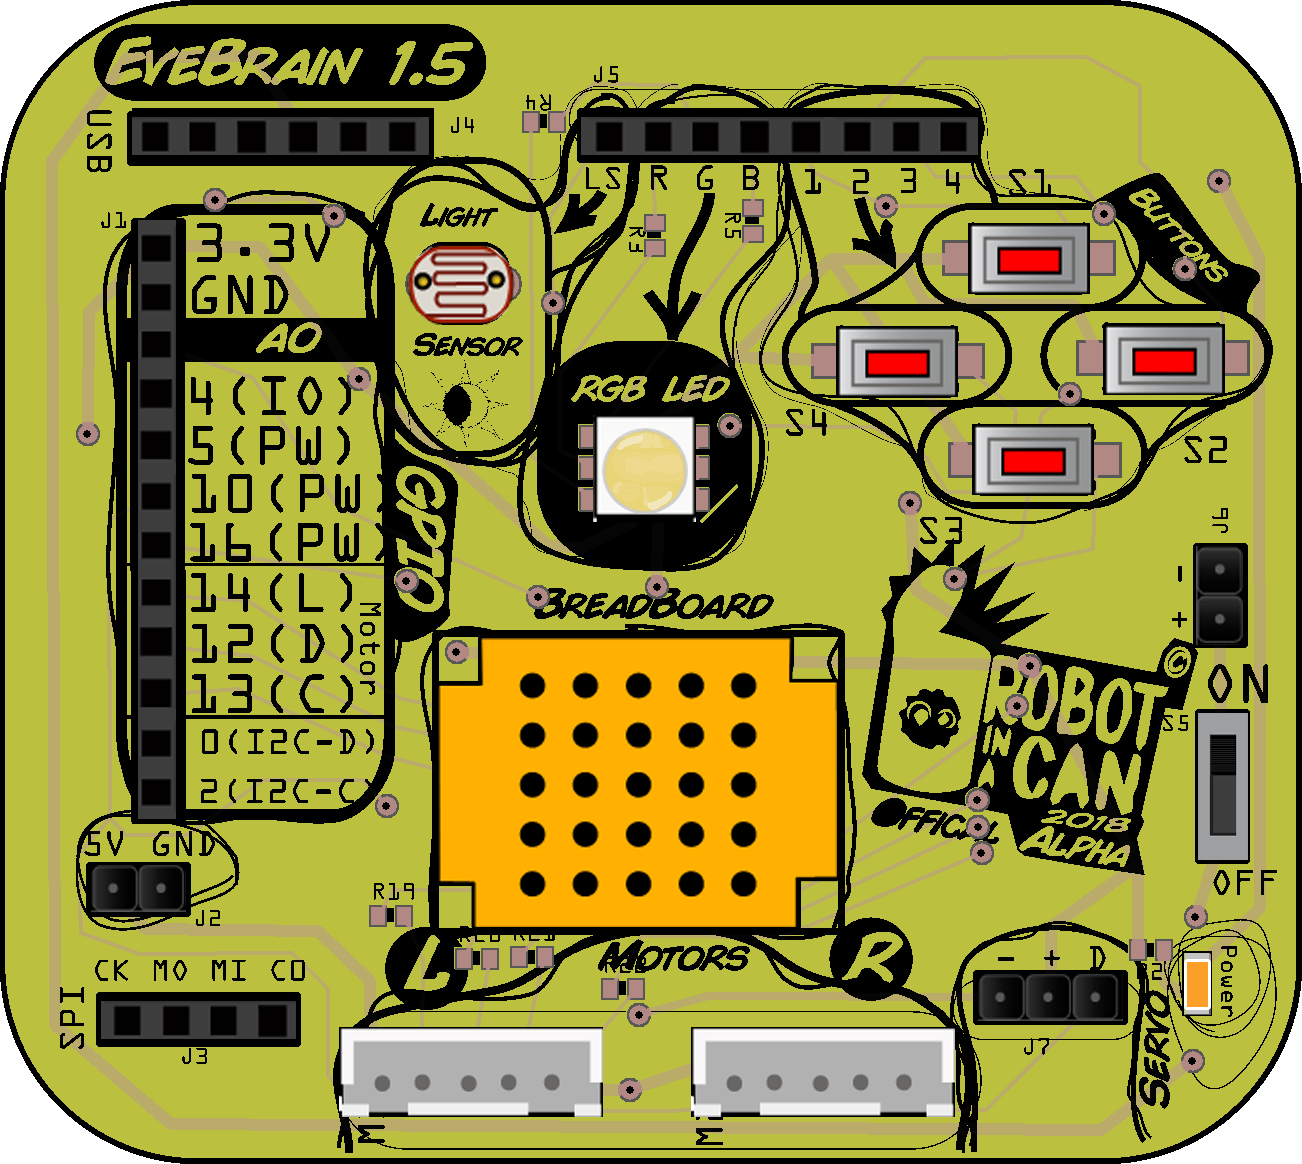 EyeBrain 1.5
USB
J4
R4
J5
LS R G B 1 2 3 4
S1
J1
3.3V
GND
A0
4(IO)
5(PW)
10(PW
16(PW)
14(L)
12(D)
13(C)
Motor
0(I2C-D)
2(I2C-C)
GPIO
Light
Sensor
R3
R5
RGB LED
Buttons
S4
S2
S3
BreadBoard
J6
-
+
©
ROBOT
IN
A
CAN
2018
Alpha
Official
ON
S5
OFF
5V GND
J2
R19
CK MO MI CO
SPI
J3
L
Motors
R
- + D
J7
Servo
Power
M
M